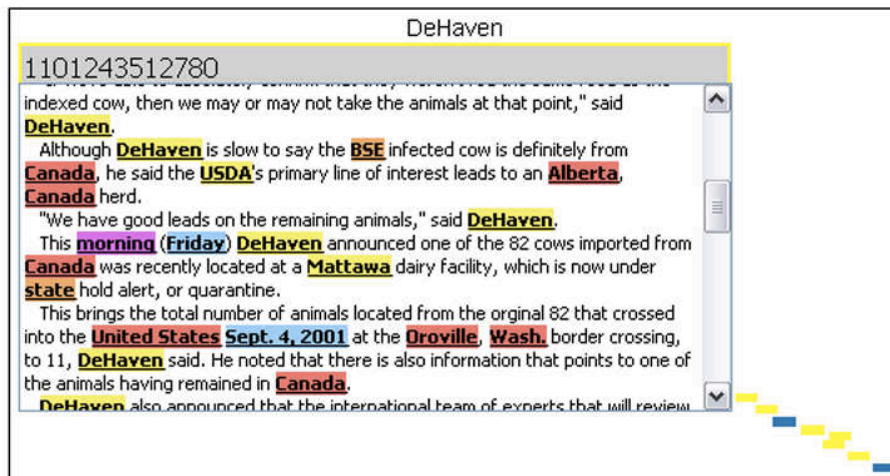 DeHaven
1101243512780
indexed cow, then we may or may not take the animals at that point," said
DeHaven.
Although DeHaven is slow to say the BSE infected cow is definitely from
Canada, he said the USDA's primary line of interest leads to an Alberta,
Canada herd.
"We have good leads on the remaining animals," said DeHaven.
This morning (Friday) DeHaven announced one of the 82 cows imported from
Canada was recently located at a Mattawa dairy facility, which is now under
state hold alert, or quarantine.
This brings the total number of animals located from the orginal 82 that crossed
into the United States Sept. 4, 2001 at the Oroville, Wash. border crossing,
to 11, DeHaven said. He noted that there is also information that points to one of
the animals having remained in Canada.
DeHaven also announced that the international team of experts that will review